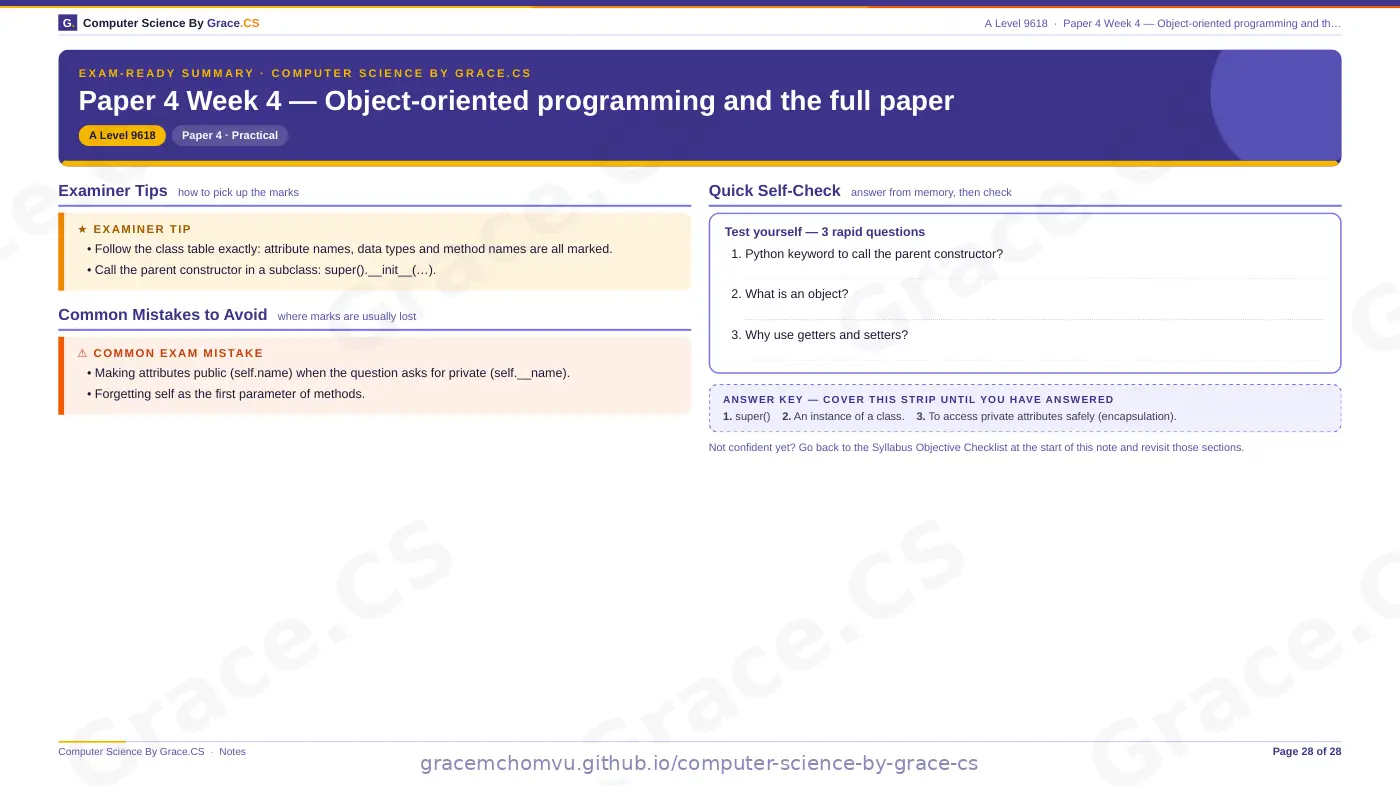 G. Computer Science By Grace.CS
A Level 9618 · Paper 4 Week 4 — Object-oriented programming and th…
EXAM-READY SUMMARY · COMPUTER SCIENCE BY GRACE.CS
Paper 4 Week 4 — Object-oriented programming and the full paper
A Level 9618
Paper 4 · Practical
Examiner Tips how to pick up the marks
★ EXAMINER TIP
• Follow the class table exactly: attribute names, data types and method names are all marked.
• Call the parent constructor in a subclass: super().__init__(…).
Common Mistakes to Avoid where marks are usually lost
⚠ COMMON EXAM MISTAKE
• Making attributes public (self.name) when the question asks for private (self.__name).
• Forgetting self as the first parameter of methods.
Quick Self-Check answer from memory, then check
Test yourself — 3 rapid questions
1. Python keyword to call the parent constructor?
2. What is an object?
3. Why use getters and setters?
ANSWER KEY — COVER THIS STRIP UNTIL YOU HAVE ANSWERED
1. super() 2. An instance of a class. 3. To access private attributes safely (encapsulation).
Not confident yet? Go back to the Syllabus Objective Checklist at the start of this note and revisit those sections.
Grace.CS
Grace.CS
Grace.CS
Computer Science By Grace.CS · Notes
Page 28 of 28
gracemchomvu.github.io/computer-science-by-grace-cs